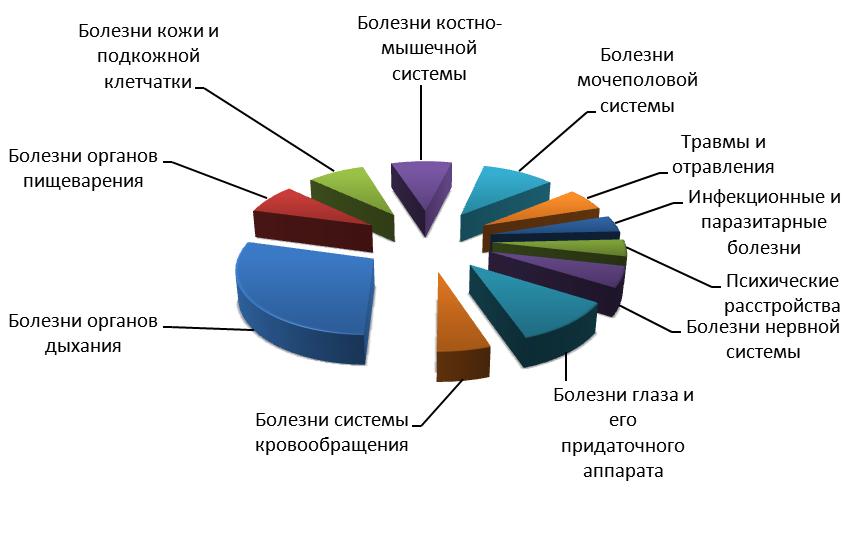 Болезни кожи и
подкожной
клетчатки
Болезни костно-
мышечной
системы
Болезни
мочеполовой
системы
Травмы и
отравления
Инфекционные и
паразитарные
болезни
Психические
расстройства
Болезни нервной
системы
Болезни глаза и
его
придаточного
аппарата
Болезни системы
кровообращения
Болезни органов
дыхания
Болезни органов
пищеварения